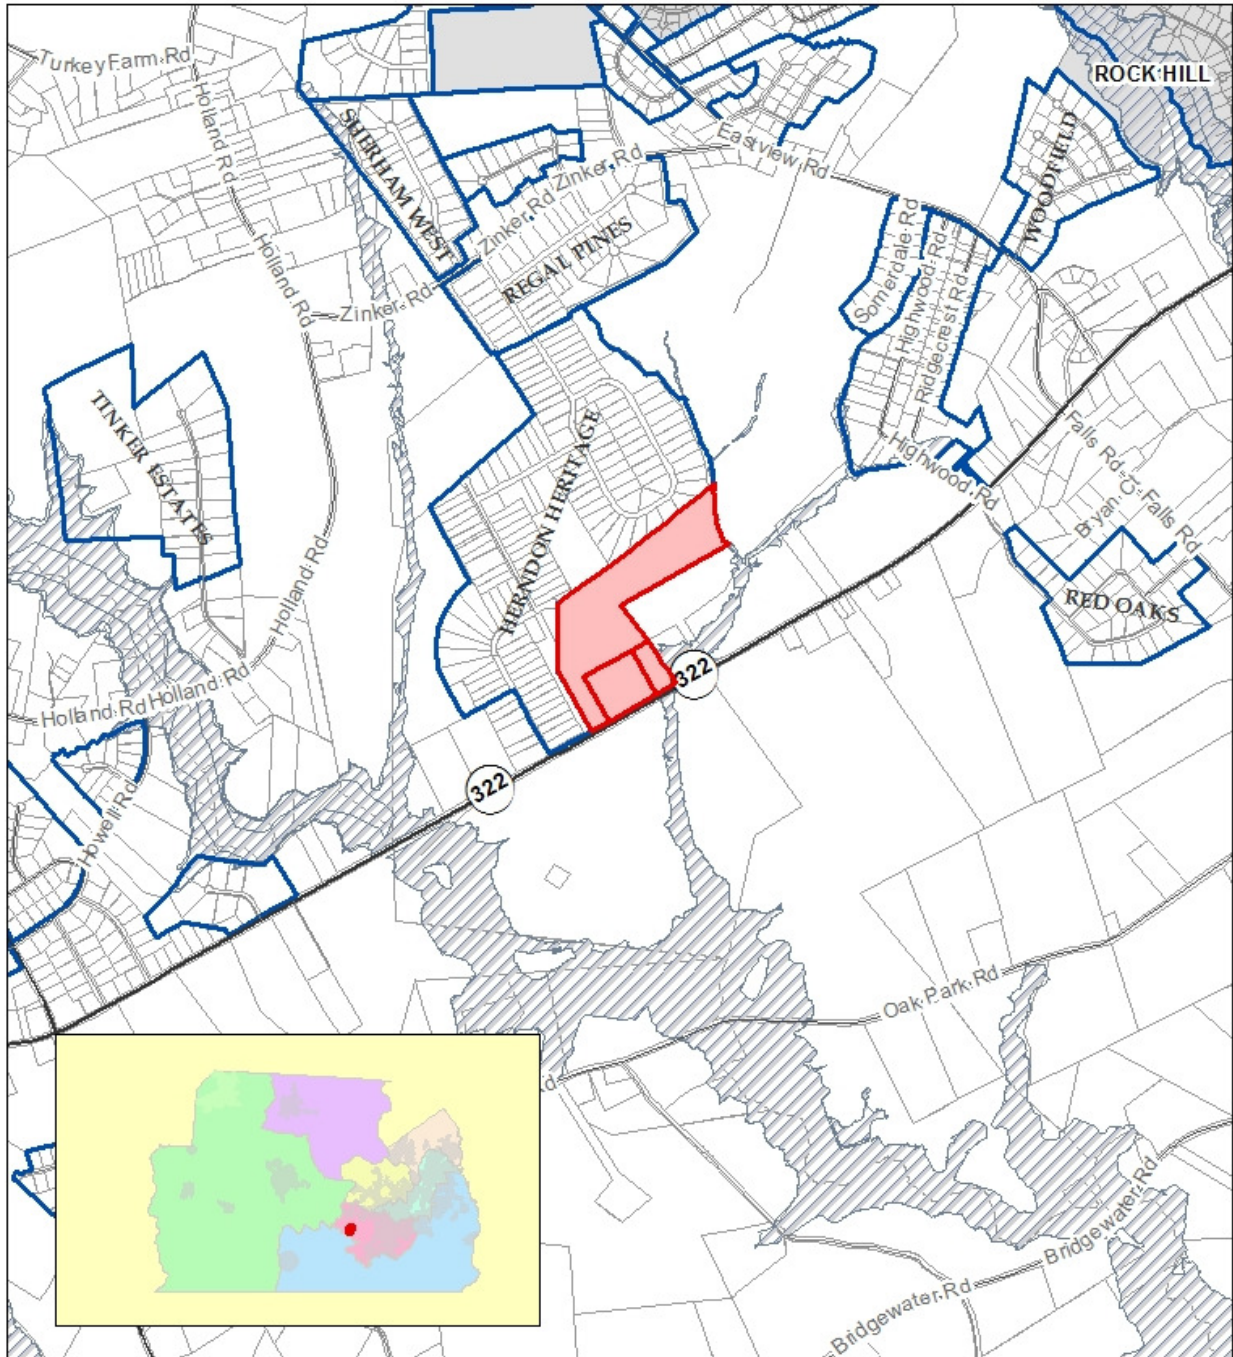 Turkey Farm Rd
Holland Rd
ROCK HILL
SHERHAM WEST
WOODFIELD
Eastview Rd
Zinker Rd
Zinker Rd
REGAL PINES
Somerdale Rd
Highwood Rd
Ridgecrest Rd
Holland Rd
Zinker Rd
TINKER ESTATES
HERNDON HERITAGE
Falls Rd
Highwood Rd
Bryan Ct
Falls Rd
Holland Rd
RED OAKS
Holland Rd
Holland Rd
322
322
Howell Rd
Oak Park Rd
Rd
Bridgewater Rd
Bridgewater Rd